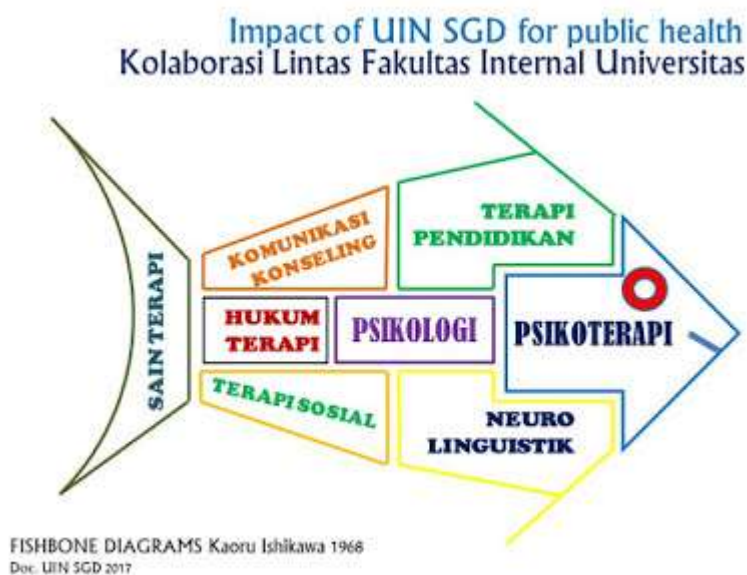 Impact of UIN SGD for public health
Kolaborasi Lintas Fakultas Internal Universitas
SAIN TERAPI
KOMUNIKASI
KONSELING
TERAPI
PENDIDIKAN
HUKUM
TERAPI
PSIKOLOGI
PSIKOTERAPI
TERAPI SOSIAL
NEURO
LINGUISTIK
FISHBONE DIAGRAMS Kaoru Ishikawa 1968
Doc. UIN SGD 2017